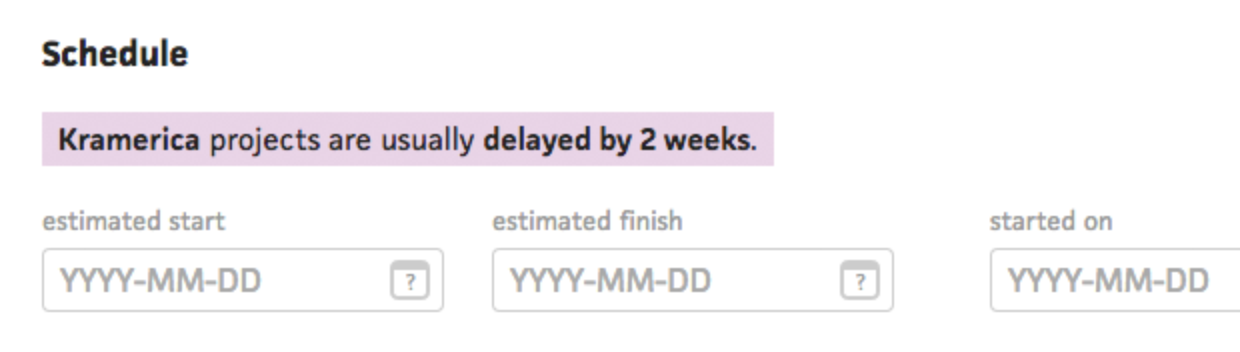 Schedule
Kramerica projects are usually delayed by 2 weeks.
estimated start estimated finish started on
YYYY-MM-DD ? YYYY-MM-DD ? YYYY-MM-DD